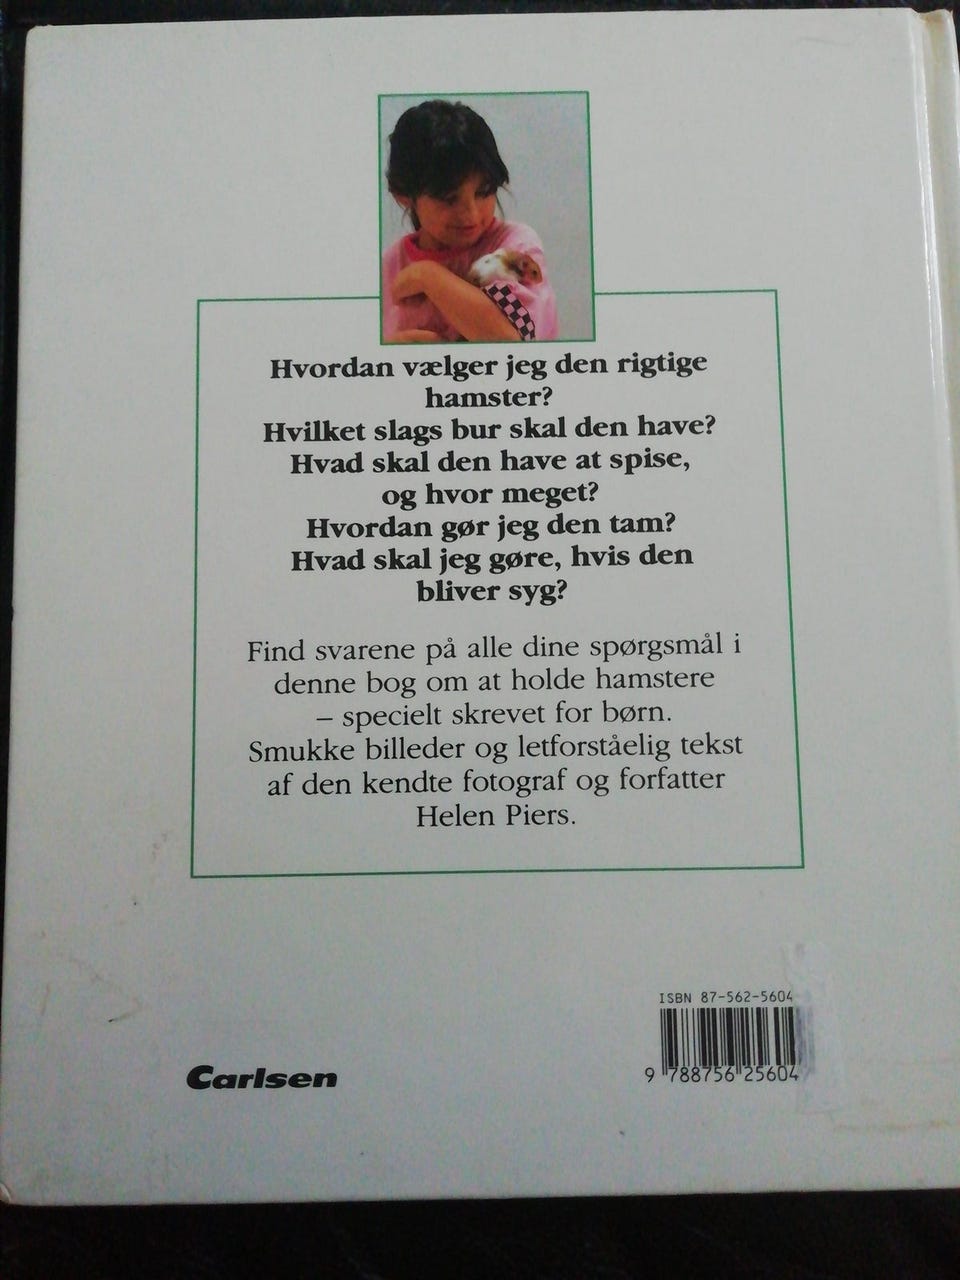 Hvordan vælger jeg den rigtige
hamster?
Hvilket slags bur skal den have?
Hvad skal den have at spise,
og hvor meget?
Hvordan gør jeg den tam?
Hvad skal jeg gøre, hvis den
bliver syg?
Find svarene på alle dine spørgsmål i
denne bog om at holde hamstere
– specielt skrevet for børn.
Smukke billeder og letforståelig tekst
af den kendte fotograf og forfatter
Helen Piers.
ISBN 87-562-5604
9 788756 25604
Carlsen